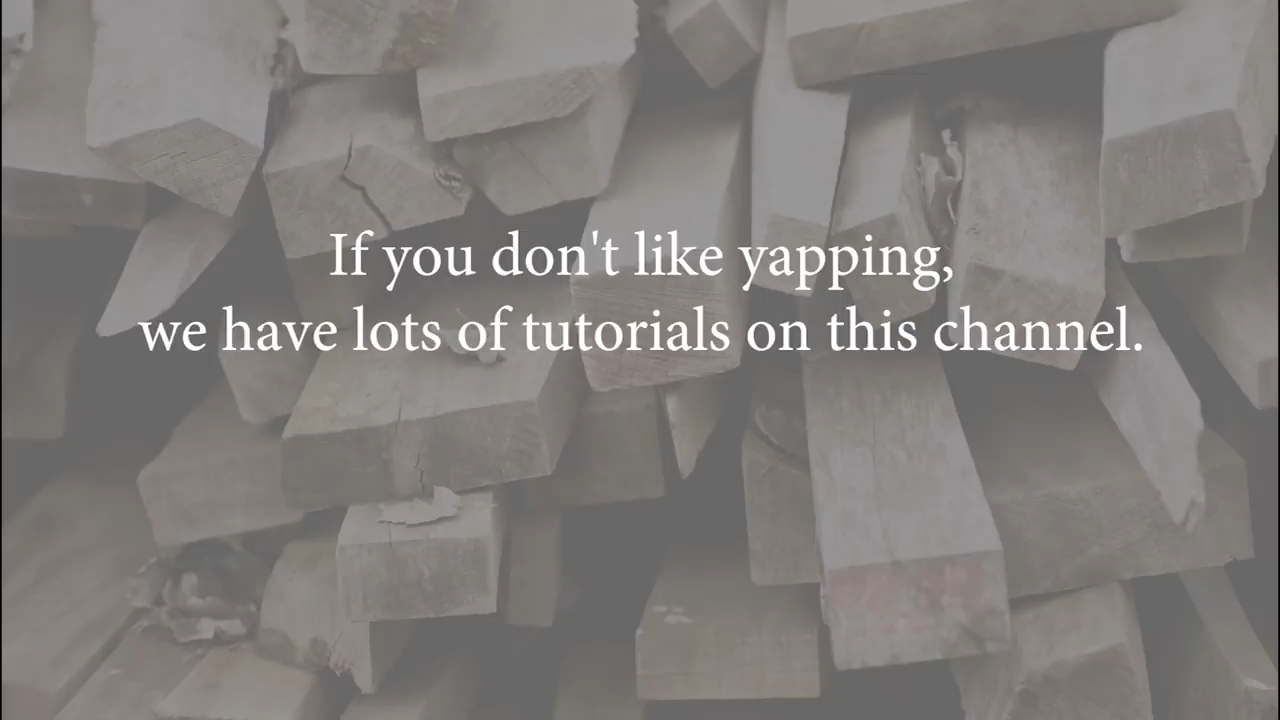 If you don't like yapping,
we have lots of tutorials on this channel.